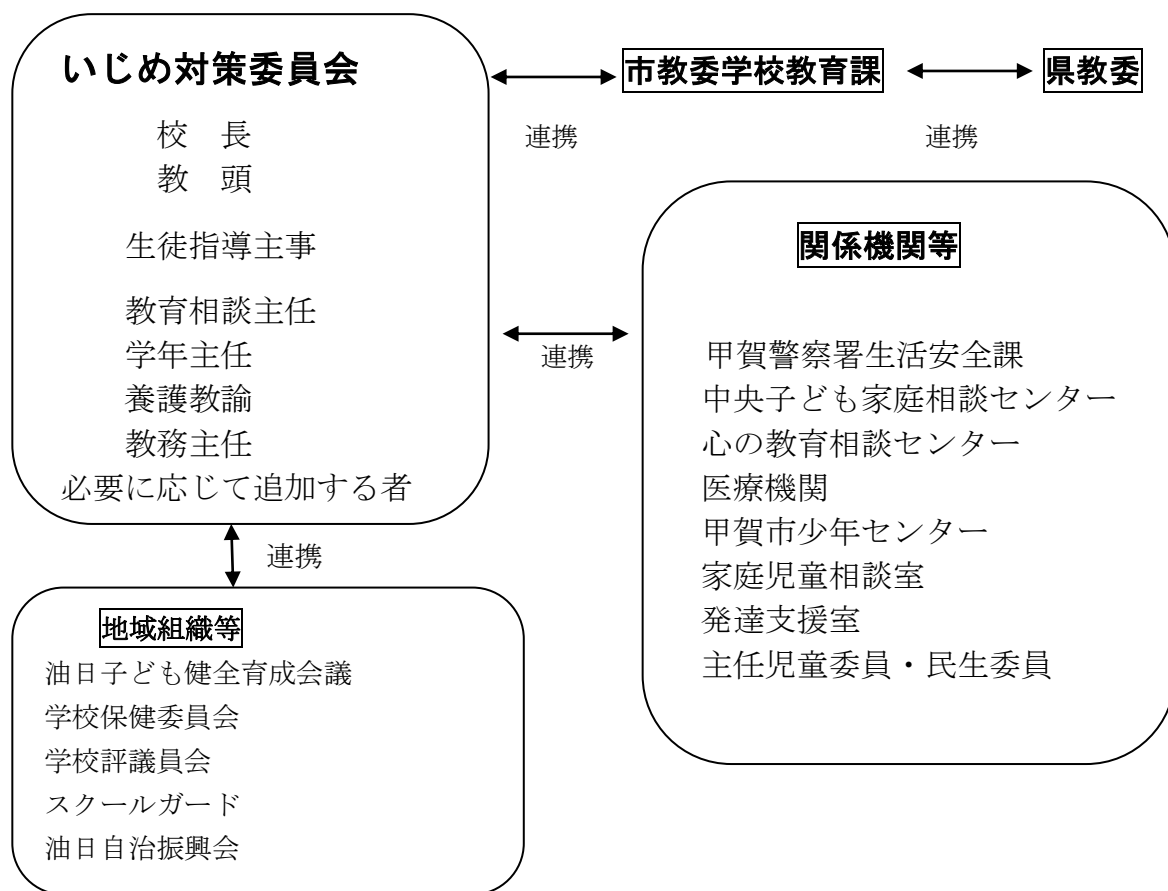 いじめ対策委員会
校　長
教　頭
生徒指導主事
教育相談主任
学年主任
養護教諭
教務主任
必要に応じて追加する者
連携
市教委学校教育課
連携
県教委
連携
関係機関等
甲賀警察署生活安全課
中央子ども家庭相談センター
心の教育相談センター
医療機関
甲賀市少年センター
家庭児童相談室
発達支援室
主任児童委員・民生委員
連携
地域組織等
油日子ども健全育成会議
学校保健委員会
学校評議員会
スクールガード
油日自治振興会